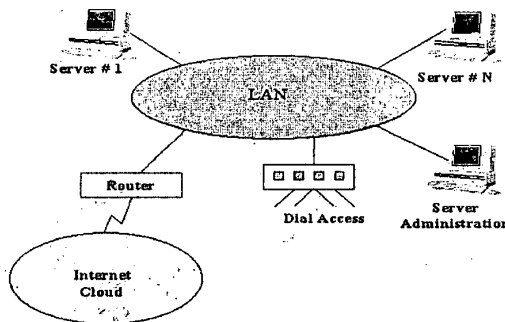 Server # 1
Server # N
LAN
Router
Dial Access
Server
Administration
Internet
Cloud